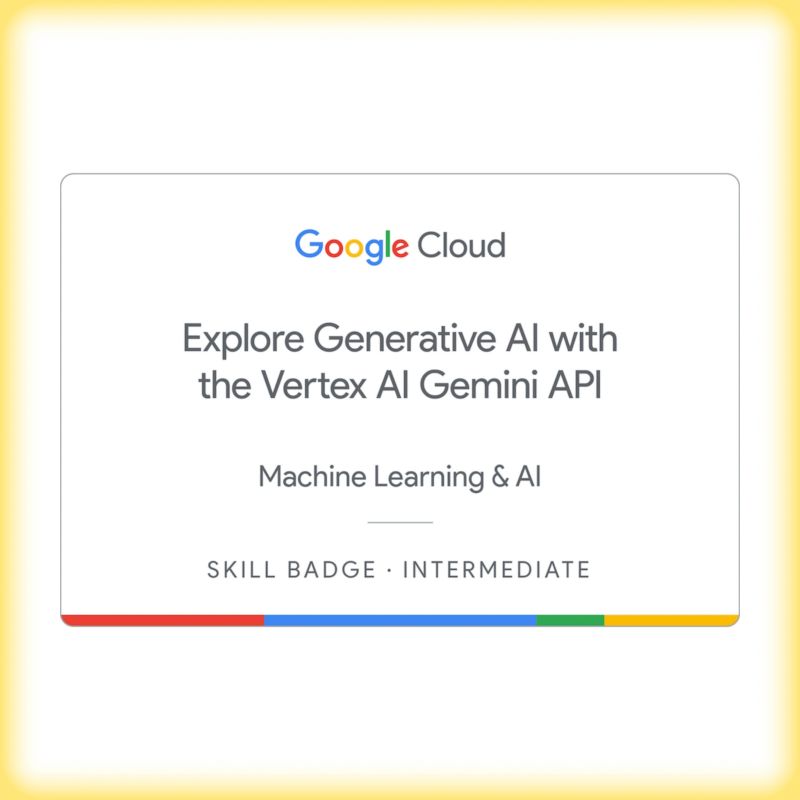 Google Cloud
Explore Generative AI with
the Vertex AI Gemini API
Machine Learning & AI
SKILL BADGE · INTERMEDIATE